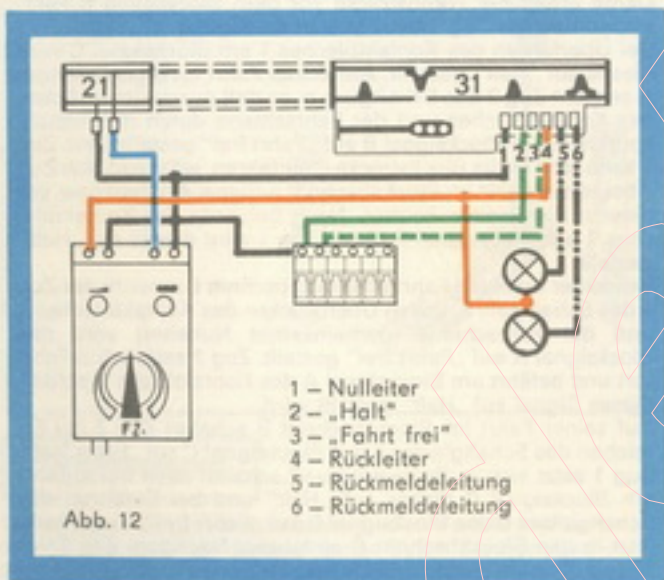 21
31
1 2 3 4 5 6
FZ1
1 – Nulleiter
2 – „Halt"
3 – „Fahrt frei"
4 – Rückleiter
5 – Rückmeldeleitung
6 – Rückmeldeleitung
Abb. 12